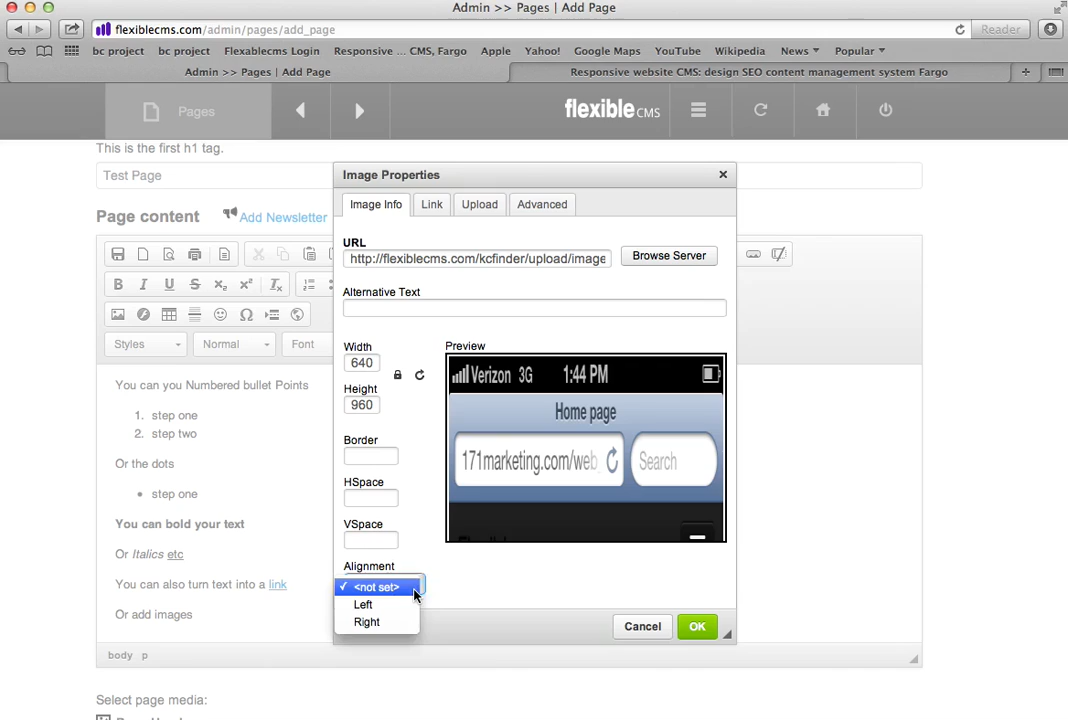 Admin >> Pages | Add Page
flexiblecms.com/admin/pages/add_page
Reader
bc project
bc project
Flexablecms Login
Responsive ... CMS, Fargo
Apple
Yahoo!
Google Maps
YouTube
Wikipedia
News
Popular
Admin >> Pages | Add Page
Responsive website CMS: design SEO content management system Fargo
Pages
flexible CMS
This is the first h1 tag.
Test Page
Page content
Add Newsletter
Styles
Normal
Font
You can you Numbered bullet Points
1. step one
2. step two
Or the dots
• step one
You can bold your text
Or Italics etc
You can also turn text into a link
Or add images
body p
Select page media:
Image Properties
Image Info
Link
Upload
Advanced
URL
http://flexiblecms.com/kcfinder/upload/image
Browse Server
Alternative Text
Width
640
Height
960
Border
HSpace
VSpace
Alignment
✓ <not set>
Left
Right
Preview
Verizon 3G 1:44 PM
Home page
171marketing.com/web
Search
Cancel
OK